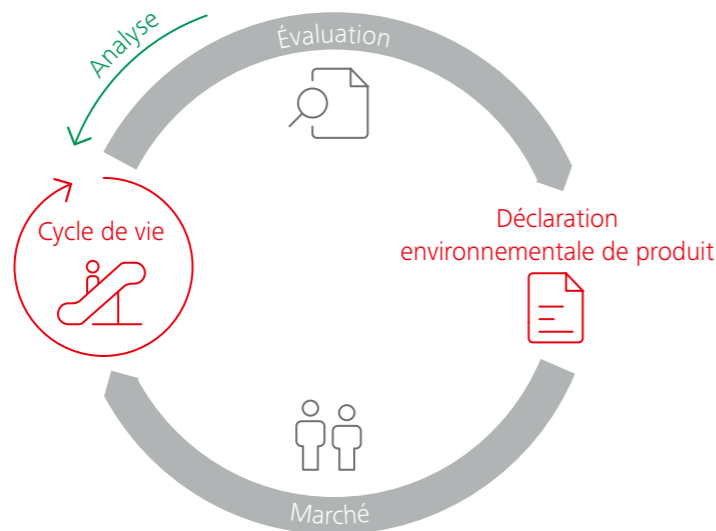 Évaluation
Analyse
Cycle de vie
Déclaration
environnementale de produit
Marché